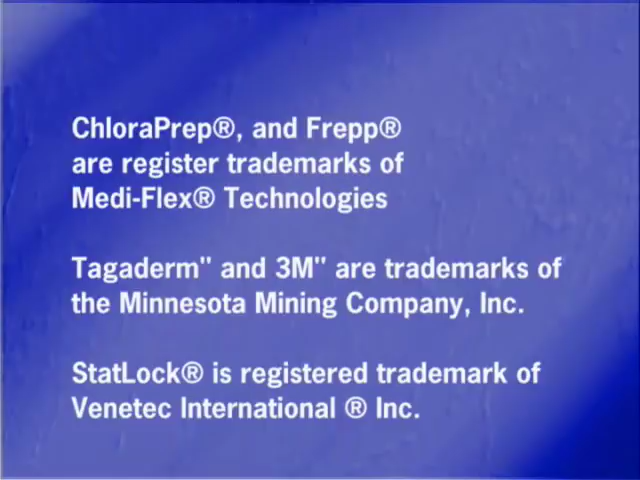 ChloraPrep®, and Frepp®
are register trademarks of
Medi-Flex® Technologies
Tagaderm" and 3M" are trademarks of
the Minnesota Mining Company, Inc.
StatLock® is registered trademark of
Venetec International ® Inc.